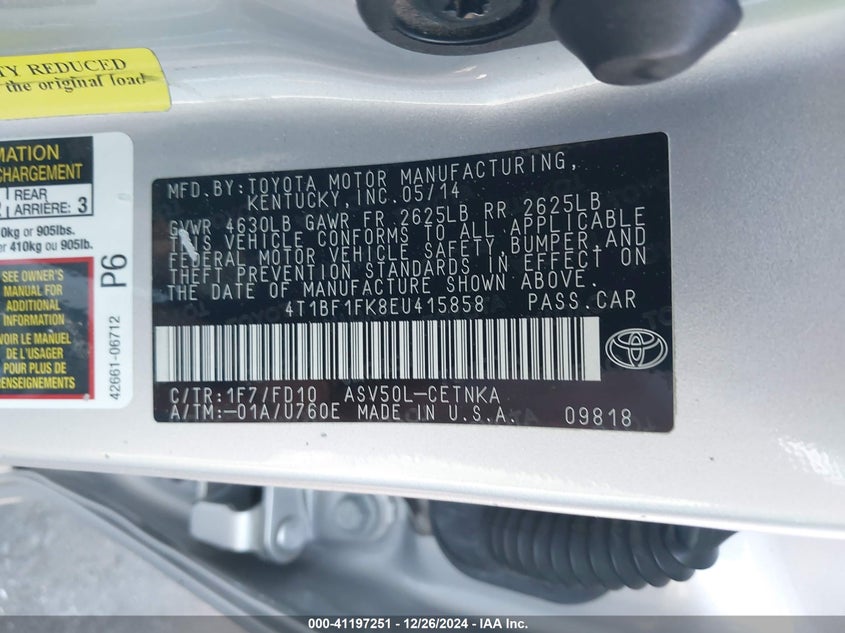 TY REDUCED
the original load
MATION
CHARGEMENT
REAR
ARRIÈRE: 3
0kg or 905lbs.
er 410kg ou 905lb.
SEE OWNER'S
MANUAL FOR
ADDITIONAL
INSTRUCTIONS
VOIR LE MANUEL
DE L'USAGER
POUR PLUS DE
RENSEIGNEMENTS
P6
42661-06712
MFD.BY:TOYOTA MOTOR MANUFACTURING,
KENTUCKY, INC.05/14
GVWR 4630LB GAWR FR 2625LB RR 2625LB
THIS VEHICLE CONFORMS TO ALL APPLICABLE
FEDERAL MOTOR VEHICLE SAFETY, BUMPER,AND
THEFT PREVENTION STANDARDS IN EFFECT ON
THE DATE OF MANUFACTURE SHOWN ABOVE.
4T1BF1FK8EU415858 PASS.CAR
C/TR:1F7/FD10 ASV50L-CETNKA
A/TM:-01A/U760E MADE IN U.S.A. 09818
000-41197251 - 12/26/2024 - IAA Inc.